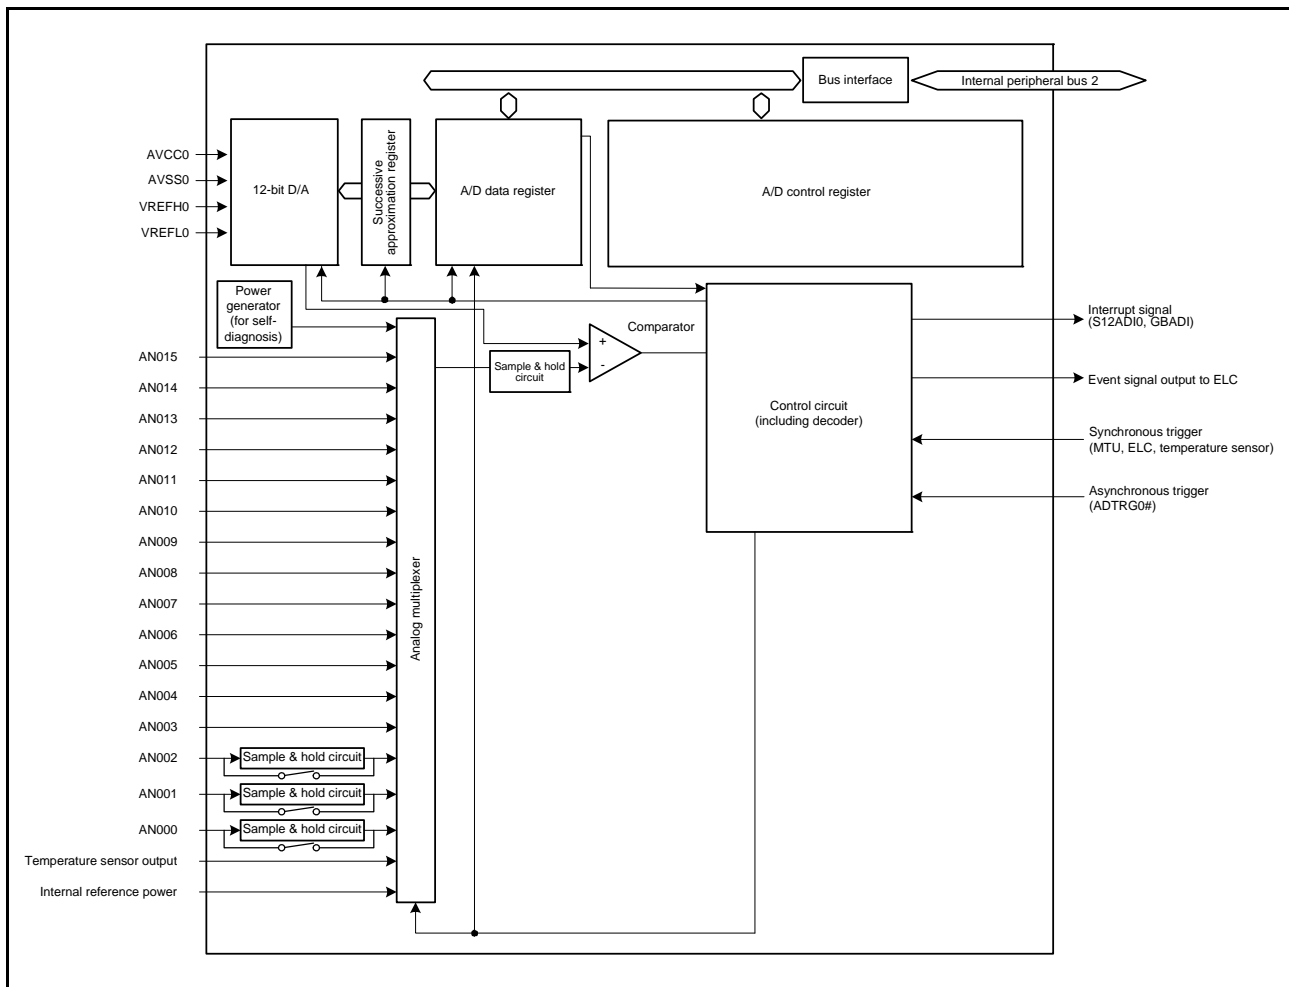 Bus interface
Internal peripheral bus 2
AVCC0
AVSS0
VREFH0
VREFL0
12-bit D/A
Successive
approximation register
A/D data register
A/D control register
Power
generator
(for self-
diagnosis)
Comparator
+
-
Sample & hold
circuit
Control circuit
(including decoder)
Interrupt signal
(S12ADI0, GBADI)
Event signal output to ELC
Synchronous trigger
(MTU, ELC, temperature sensor)
Asynchronous trigger
(ADTRG0#)
Analog multiplexer
AN015
AN014
AN013
AN012
AN011
AN010
AN009
AN008
AN007
AN006
AN005
AN004
AN003
AN002
Sample & hold circuit
AN001
Sample & hold circuit
AN000
Sample & hold circuit
Temperature sensor output
Internal reference power